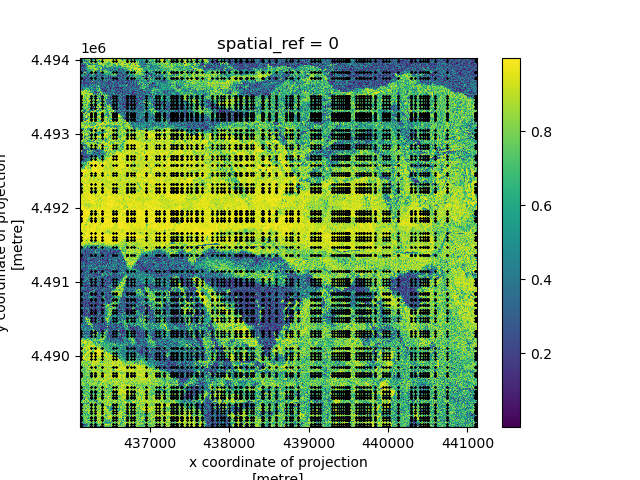 spatial_ref = 0
1e6
4.494
4.493
4.492
4.491
4.490
y coordinate of projection
[metre]
437000 438000 439000 440000 441000
x coordinate of projection
[metre]
0.8
0.6
0.4
0.2